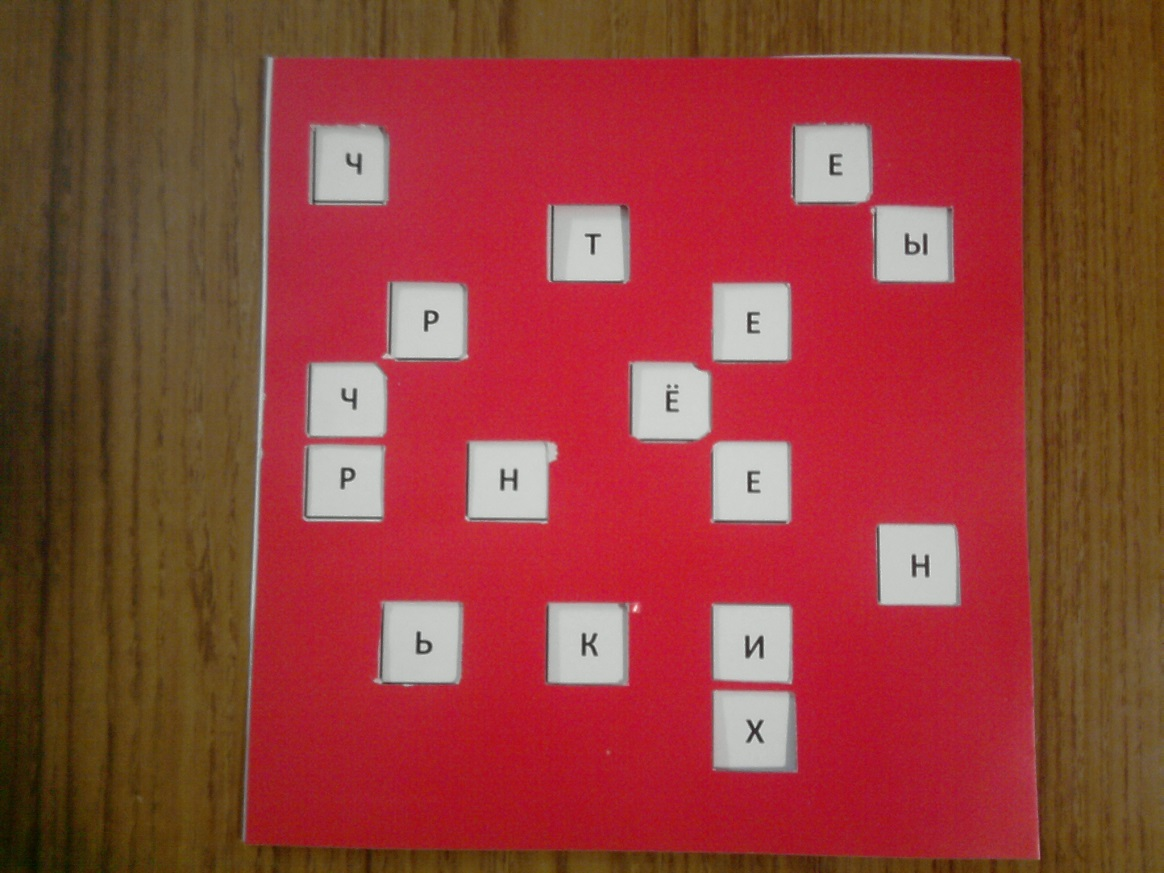 Ч Е
Т Ы
Р Е
Ч Ё
Р Н Е
Н
Ь К И
Х